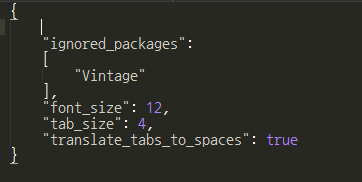 {
"ignored_packages":
[
"Vintage"
],
"font_size": 12,
"tab_size": 4,
"translate_tabs_to_spaces": true
}